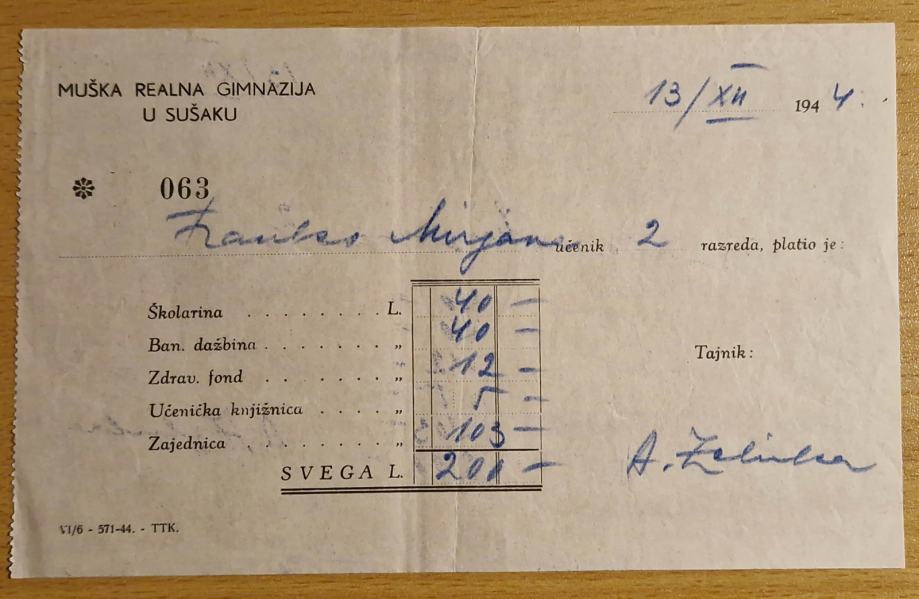 MUŠKA REALNA GIMNAZIJA
U SUŠAKU
13/XII 1944.
063
Mirjana učenik 2 razreda, platio je:
Školarina . . . . . . . . L. 40 –
Ban. dažbina . . . . . . . „ 40 –
Zdrav. fond . . . . . . . „ 12 –
Učenička knjižnica . . . . „ 5 –
Zajednica . . . . . . . „ 103 –
SVEGA L. 200 –
Tajnik:
A.
VI/6 - 571-44. - TTK.